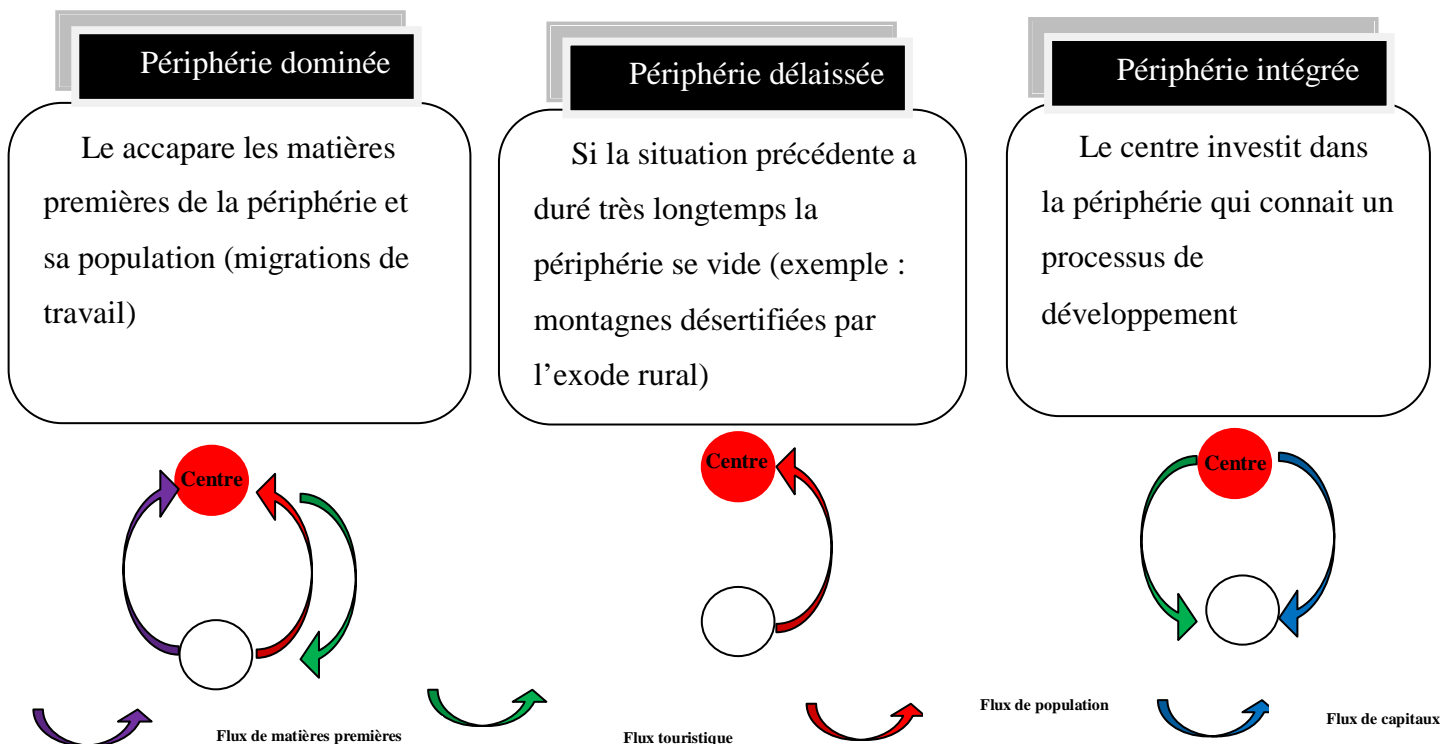 Périphérie dominée
Le accapare les matières
premières de la périphérie et
sa population (migrations de
travail)
Périphérie délaissée
Si la situation précédente a
duré très longtemps la
périphérie se vide (exemple :
montagnes désertifiées par
l’exode rural)
Périphérie intégrée
Le centre investit dans
la périphérie qui connait un
processus de
développement
Centre
Centre
Centre
Flux de matières premières
Flux touristique
Flux de population
Flux de capitaux